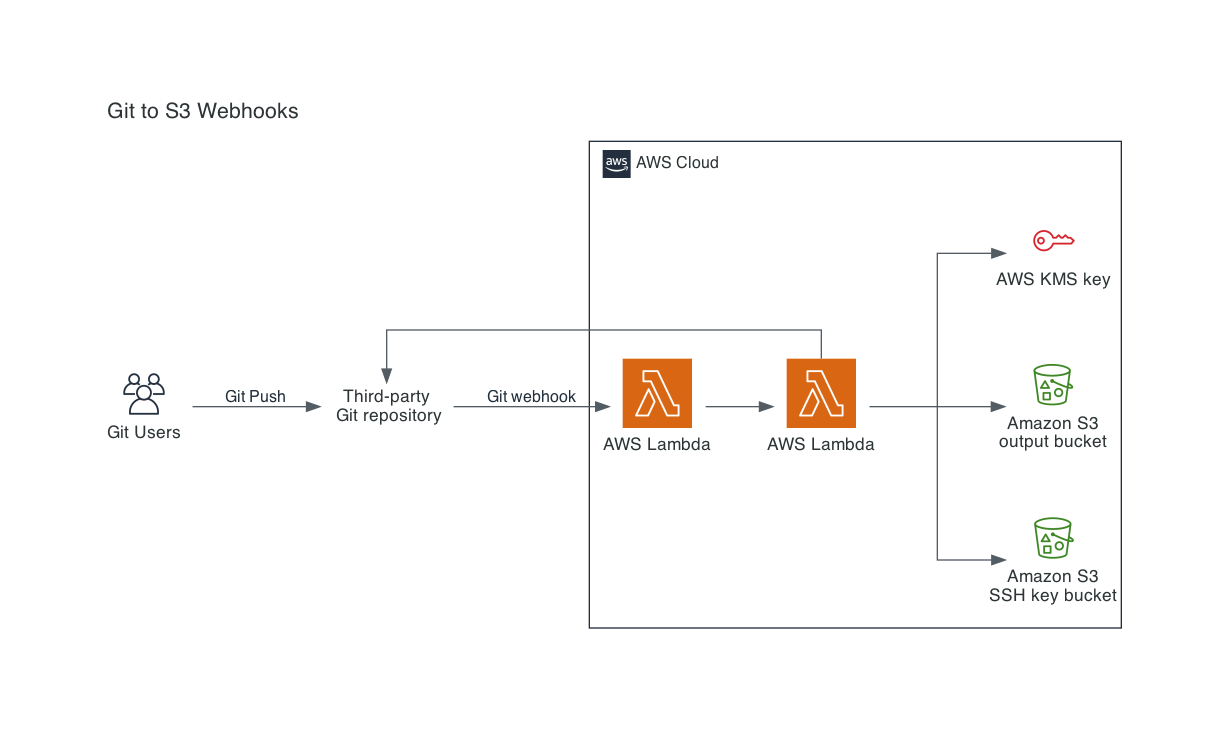 Git to S3 Webhooks
aws
AWS Cloud
AWS KMS key
Git Users
Git Push
Third-party
Git repository
Git webhook
AWS Lambda
AWS Lambda
Amazon S3
output bucket
Amazon S3
SSH key bucket